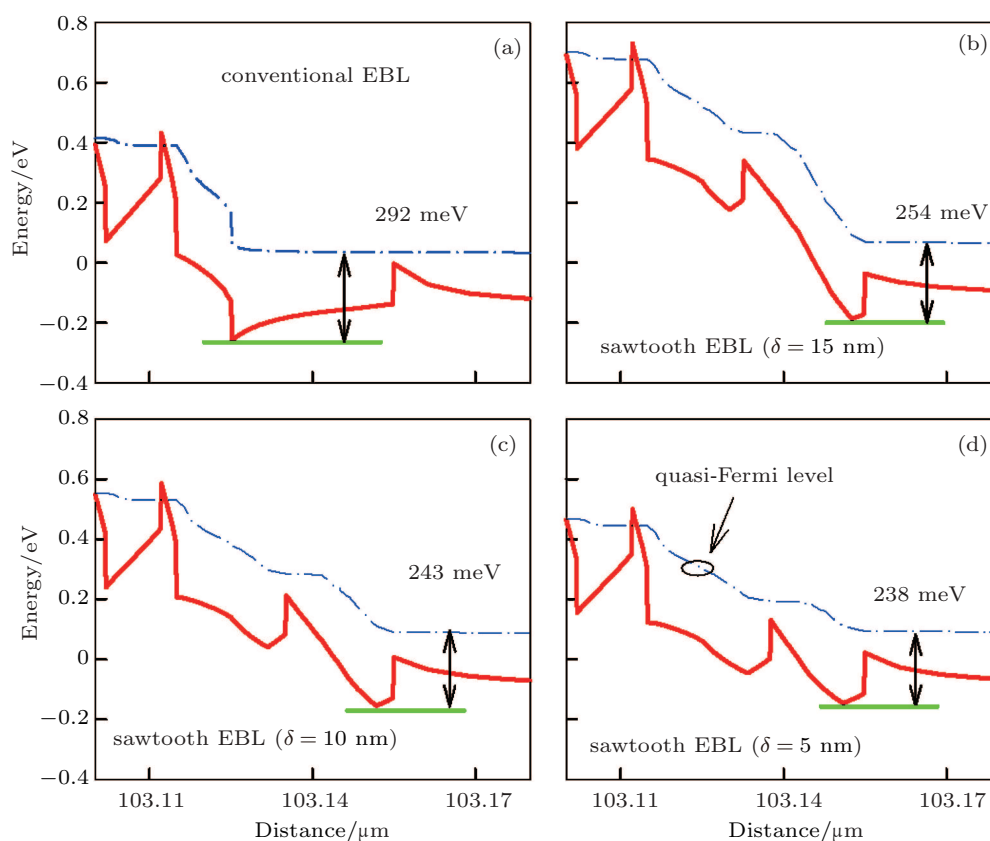 0.8
0.6
0.4
0.2
0
−0.2
−0.4
Energy/eV
(a)
conventional EBL
292 meV
(b)
254 meV
sawtooth EBL (δ = 15 nm)
0.8
0.6
0.4
0.2
0
−0.2
−0.4
Energy/eV
(c)
243 meV
sawtooth EBL (δ = 10 nm)
103.11
103.14
103.17
Distance/µm
(d)
quasi-Fermi level
238 meV
sawtooth EBL (δ = 5 nm)
103.11
103.14
103.17
Distance/µm